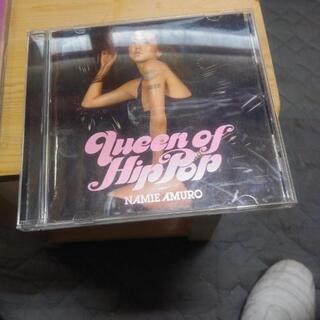 Queen of
Hip Pop
NAMIE AMURO